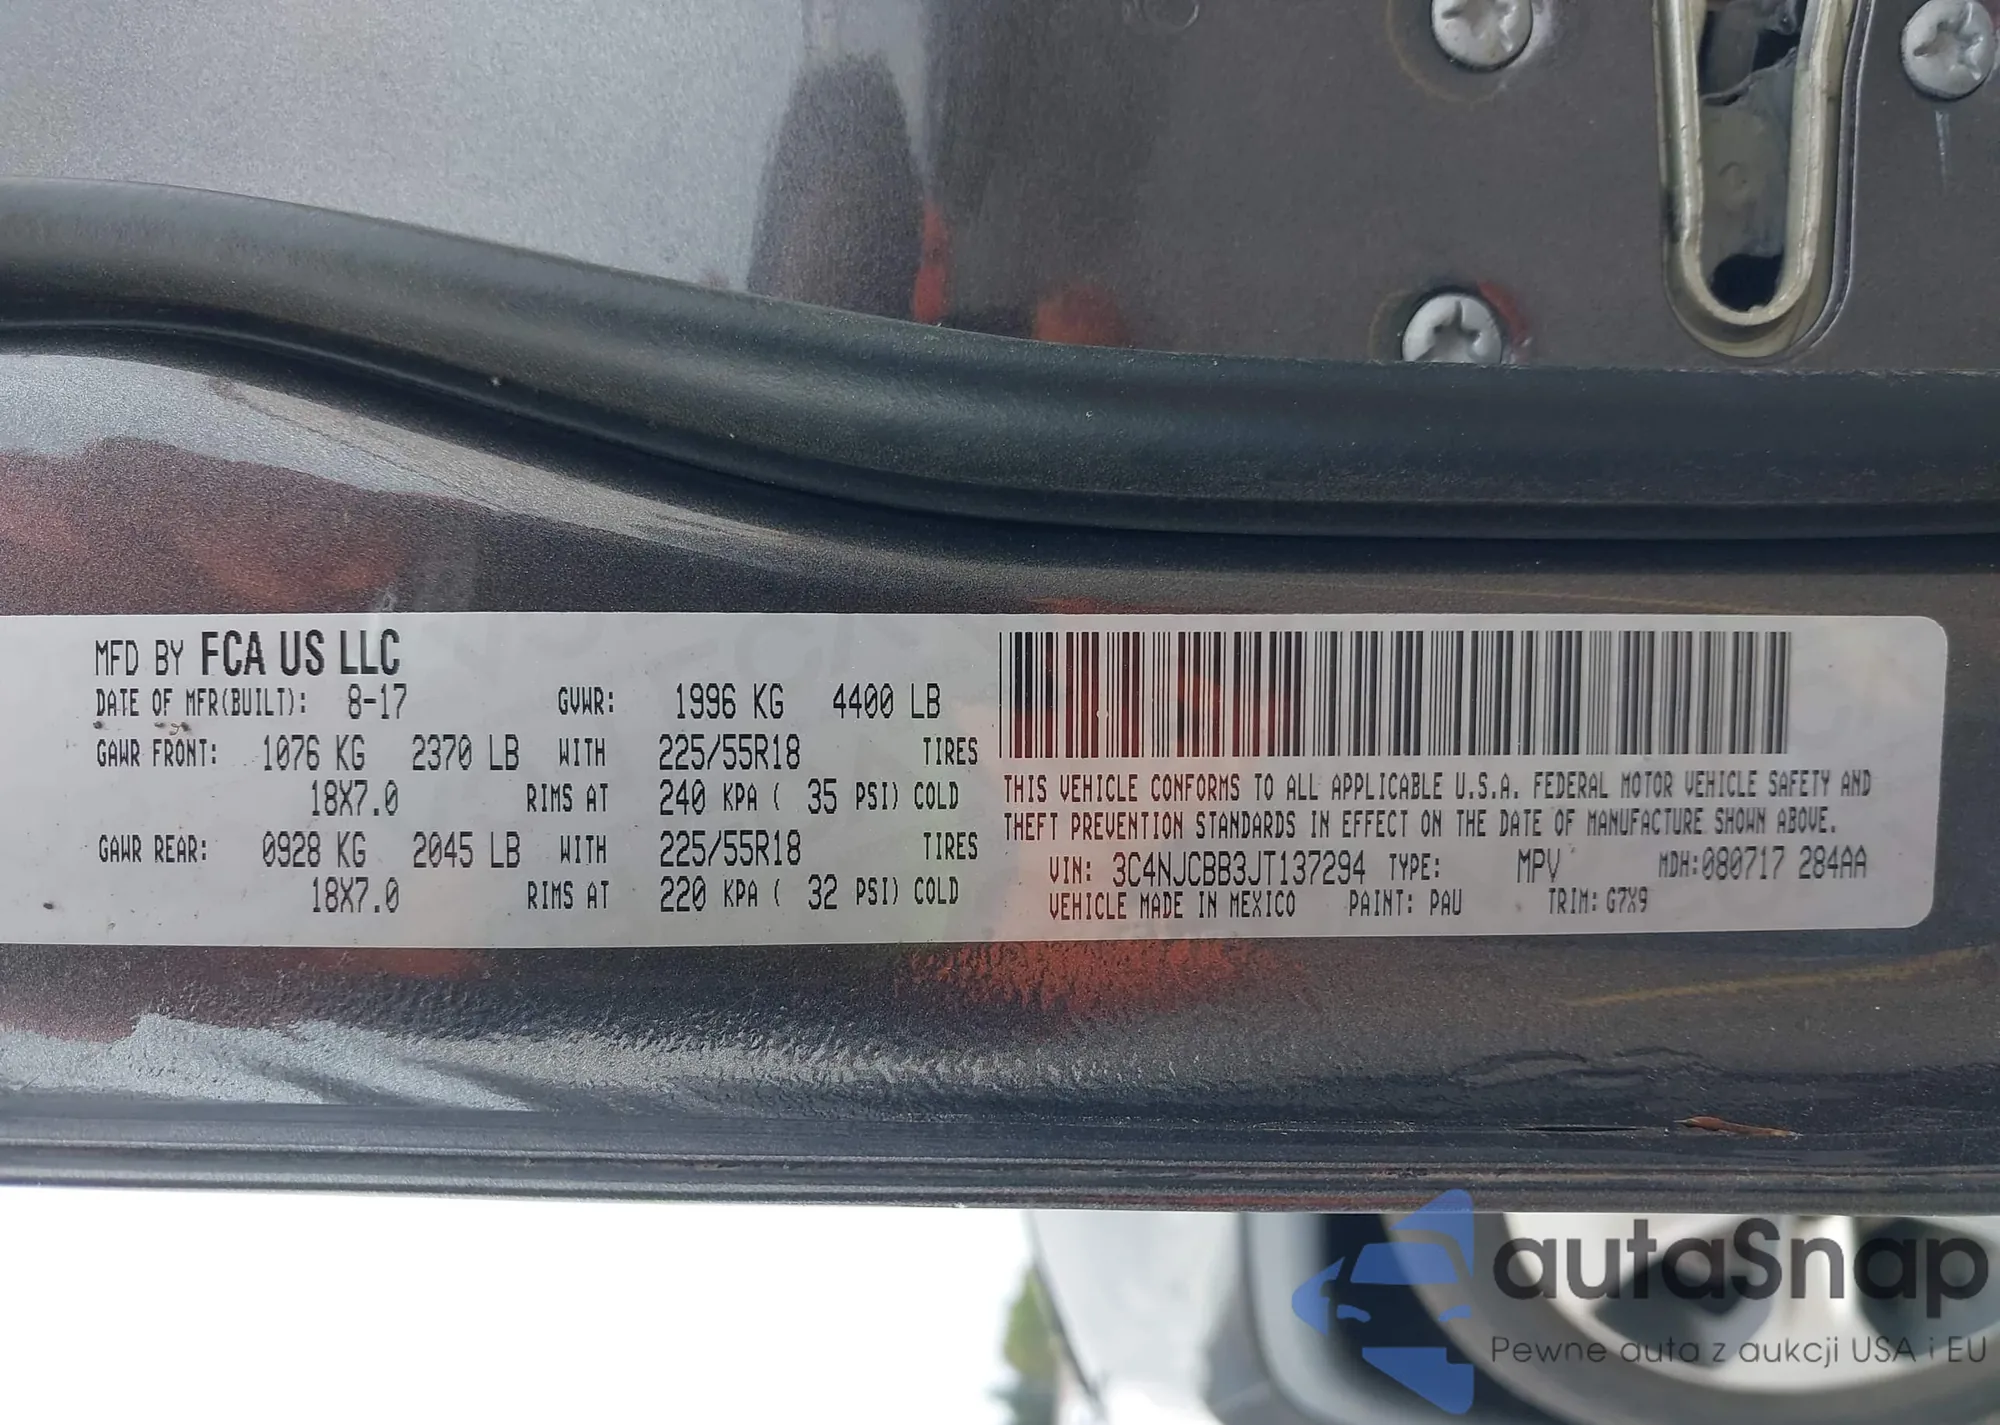 MFD BY FCA US LLC
DATE OF MFR(BUILT): 8-17 GVWR: 1996 KG 4400 LB
GAWR FRONT: 1076 KG 2370 LB WITH 225/55R18 TIRES
18X7.0 RIMS AT 240 KPA ( 35 PSI) COLD
GAWR REAR: 0928 KG 2045 LB WITH 225/55R18 TIRES
18X7.0 RIMS AT 220 KPA ( 32 PSI) COLD
THIS VEHICLE CONFORMS TO ALL APPLICABLE U.S.A. FEDERAL MOTOR VEHICLE SAFETY AND
THEFT PREVENTION STANDARDS IN EFFECT ON THE DATE OF MANUFACTURE SHOWN ABOVE.
VIN: 3C4NJCBB3JT137294 TYPE: MPV MDH:080717 284AA
VEHICLE MADE IN MEXICO PAINT: PAU TRIM: G7X9
autaSnap
Pewne auta z aukcji USA i EU